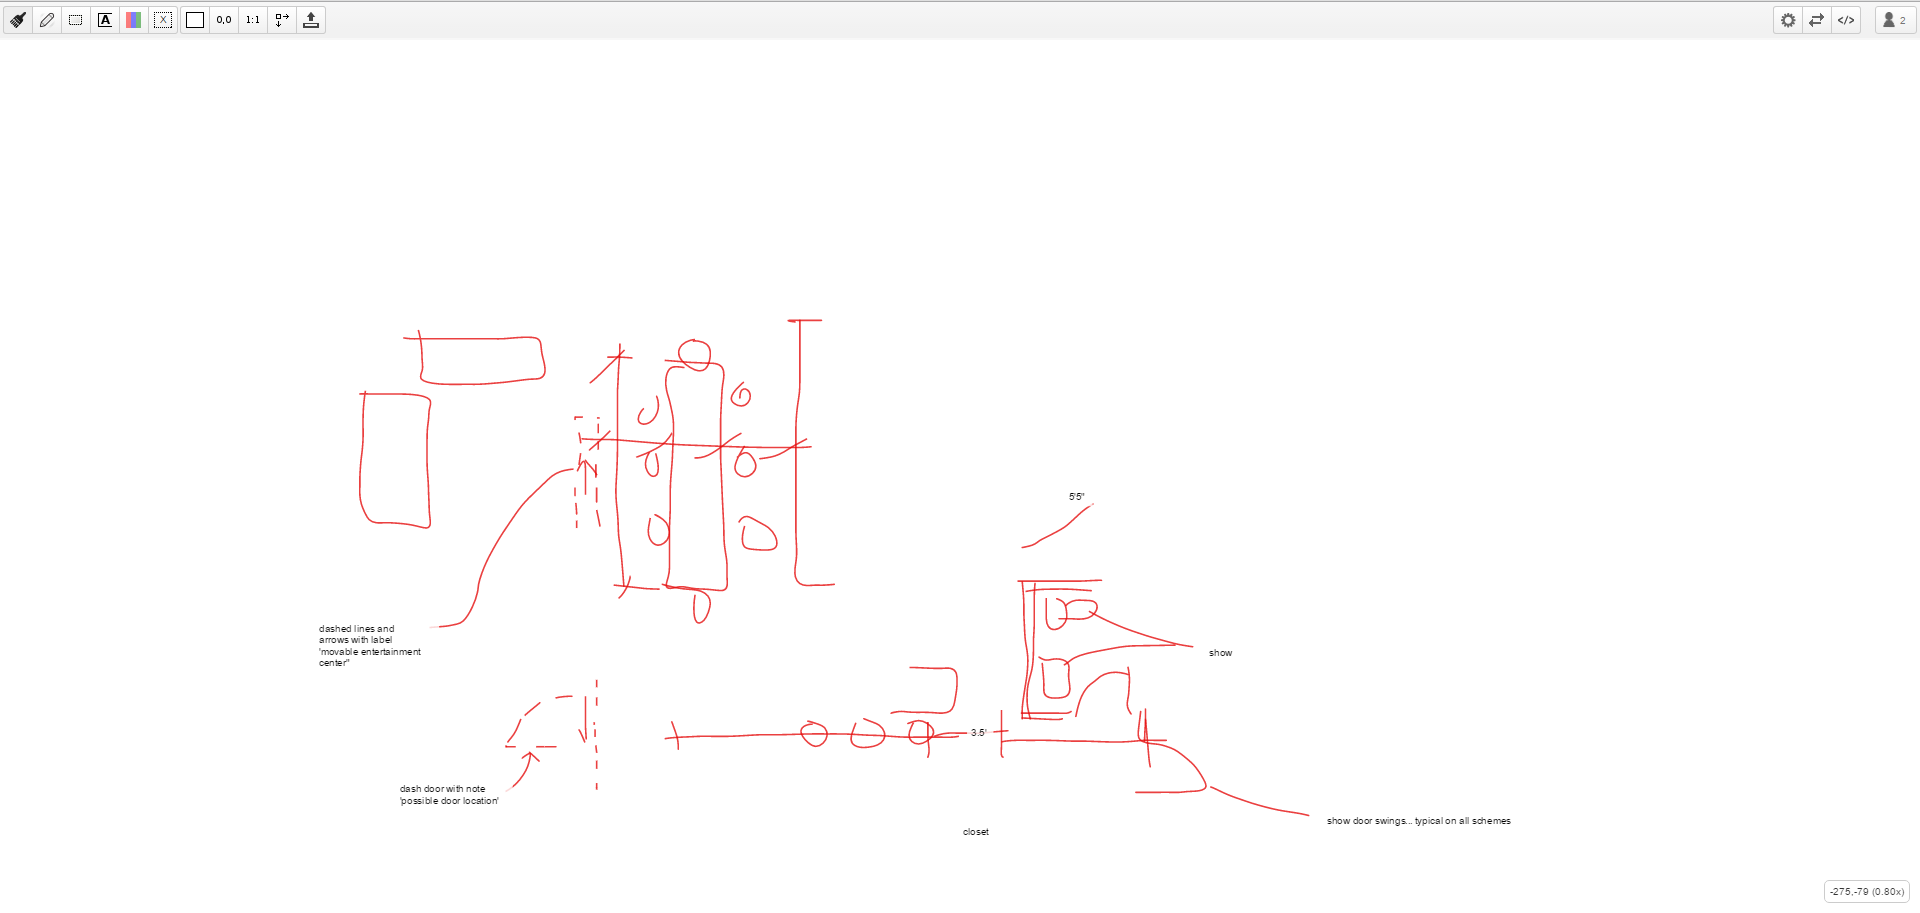 A
X
0,0
1:1
</>
2
5'5"
dashed lines and
arrows with label
'movable entertainment
center"
show
3.5'
dash door with note
'possible door location'
show door swings... typical on all schemes
closet
-275,-79 (0.80x)